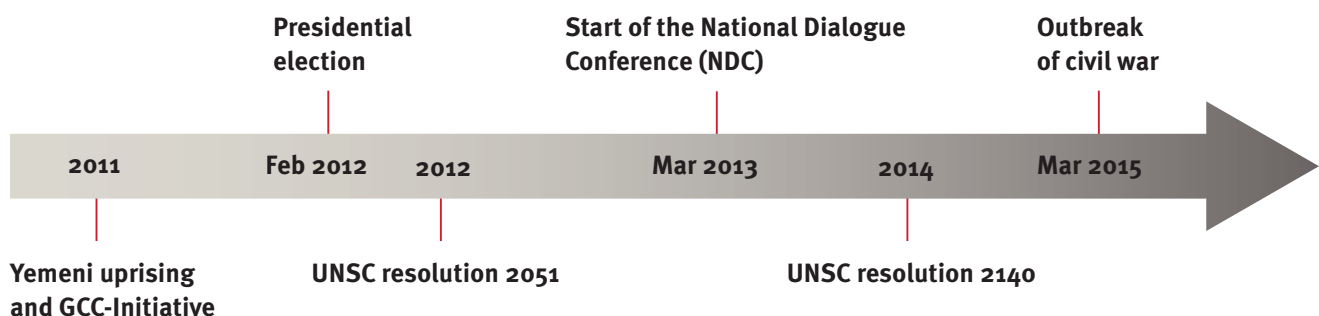 Presidential
election
Start of the National Dialogue
Conference (NDC)
Outbreak
of civil war
2011
Feb 2012
2012
Mar 2013
2014
Mar 2015
Yemeni uprising
and GCC-Initiative
UNSC resolution 2051
UNSC resolution 2140